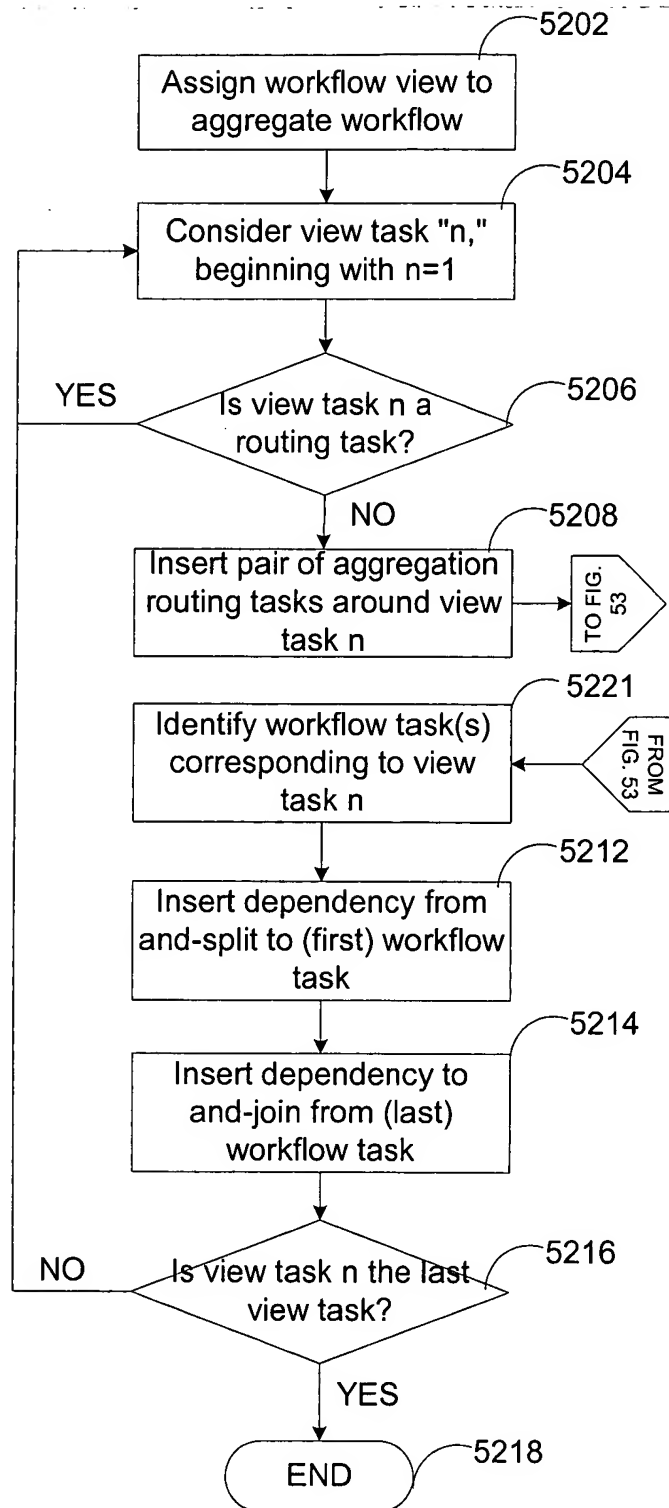 5202
Assign workflow view to
aggregate workflow
5204
Consider view task "n,"
beginning with n=1
YES
5206
Is view task n a
routing task?
NO
5208
Insert pair of aggregation
routing tasks around view
task n
TO FIG.
53
5221
Identify workflow task(s)
corresponding to view
task n
FROM
FIG. 53
5212
Insert dependency from
and-split to (first) workflow
task
5214
Insert dependency to
and-join from (last)
workflow task
5216
NO
Is view task n the last
view task?
YES
5218
END